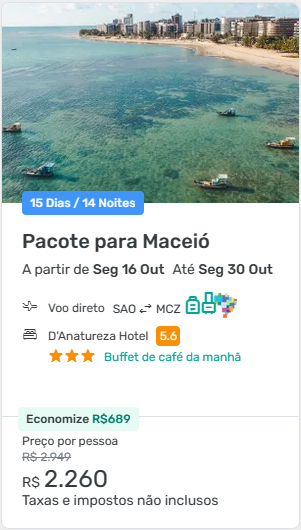 15 Dias / 14 Noites
Pacote para Maceió
A partir de Seg 16 Out Até Seg 30 Out
Voo direto SAO MCZ
D'Anatureza Hotel 5.6
Buffet de café da manhã
Economize R$689
Preço por pessoa
R$ 2.949
R$ 2.260
Taxas e impostos não inclusos